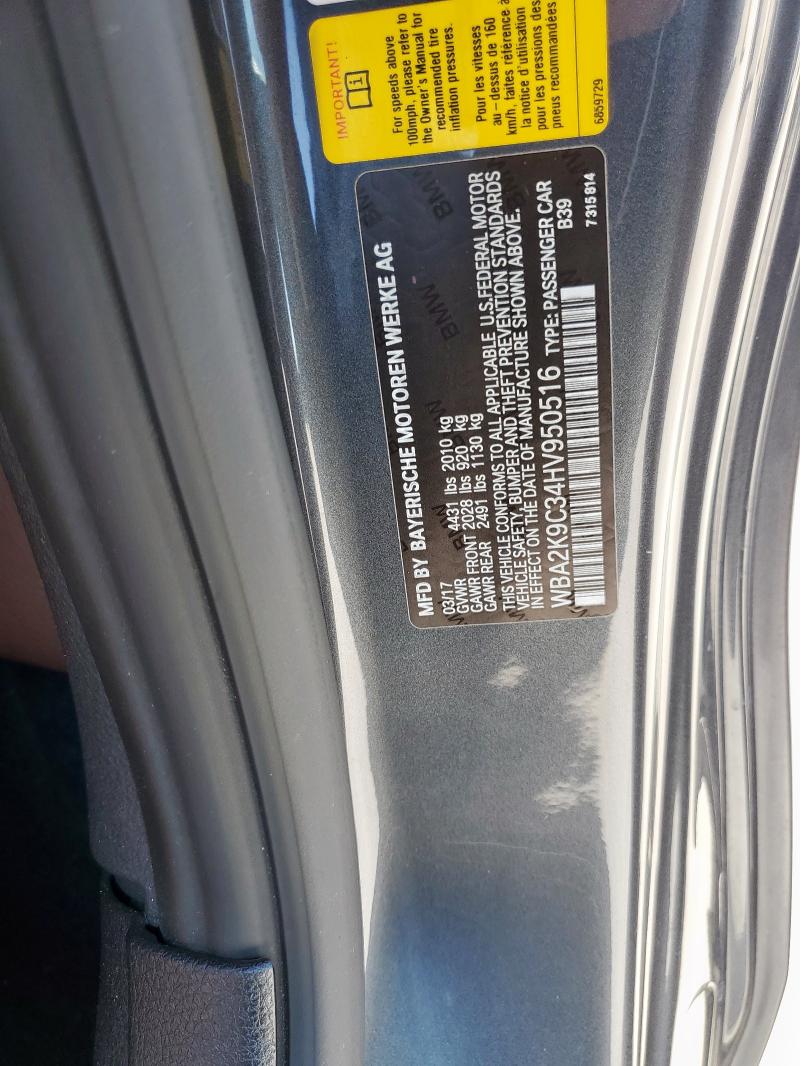 MFD BY BAYERISCHE MOTOREN WERKE AG
03/17
GVWR 4431 lbs 2010 kg
GAWR FRONT 2028 lbs 920 kg
GAWR REAR 2491 lbs 1130 kg
THIS VEHICLE CONFORMS TO ALL APPLICABLE U.S.FEDERAL MOTOR
VEHICLE SAFETY, BUMPER AND THEFT PREVENTION STANDARDS
IN EFFECT ON THE DATE OF MANUFACTURE SHOWN ABOVE.
WBA2K9C34HV950516 TYPE: PASSENGER CAR
B39
7 315 814
IMPORTANT!
For speeds above
100mph, please refer to
the Owner's Manual for
recommended tire
inflation pressures.
Pour les vitesses
au-dessus de 160
km/h, faites référence à
la notice d'utilisation
pour les pressions des
pneus recommandées
6859729